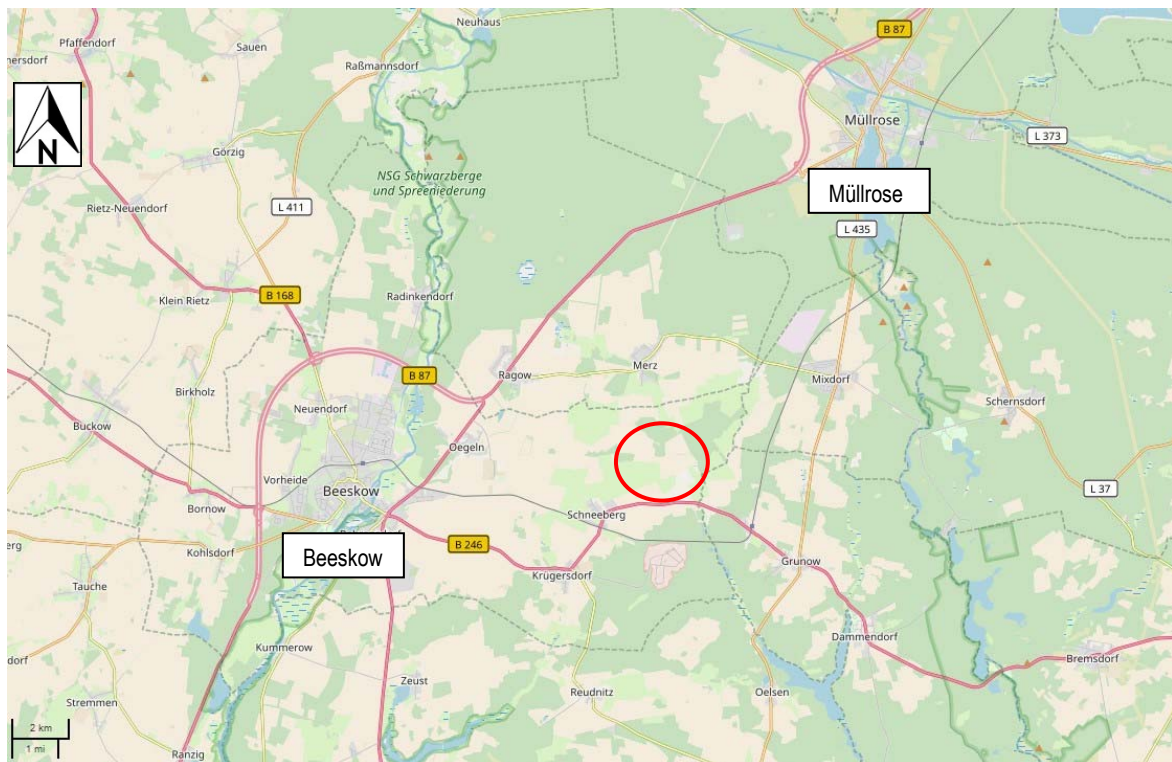 Neuhaus
B 87
Pfaffendorf
Sauen
mersdorf
Raßmannsdorf
Müllrose
L 373
N
Görzig
NSG Schwarzberge
und Spreeniederung
Rietz-Neuendorf
L 411
Müllrose
L 435
Klein Rietz
B 168
Radinkendorf
Birkholz
B 87
Ragow
Merz
Mixdorf
Neuendorf
Schernsdorf
Buckow
Oegeln
Vorheide
Beeskow
L 37
Bornow
Schneeberg
Kohlsdorf
B 246
Beeskow
Krügersdorf
Grunow
Tauche
Dammendorf
Kummerow
Bremsdorf
dorf
Zeust
Reudnitz
Oelsen
Stremmen
2 km
1 mi
Ranzig